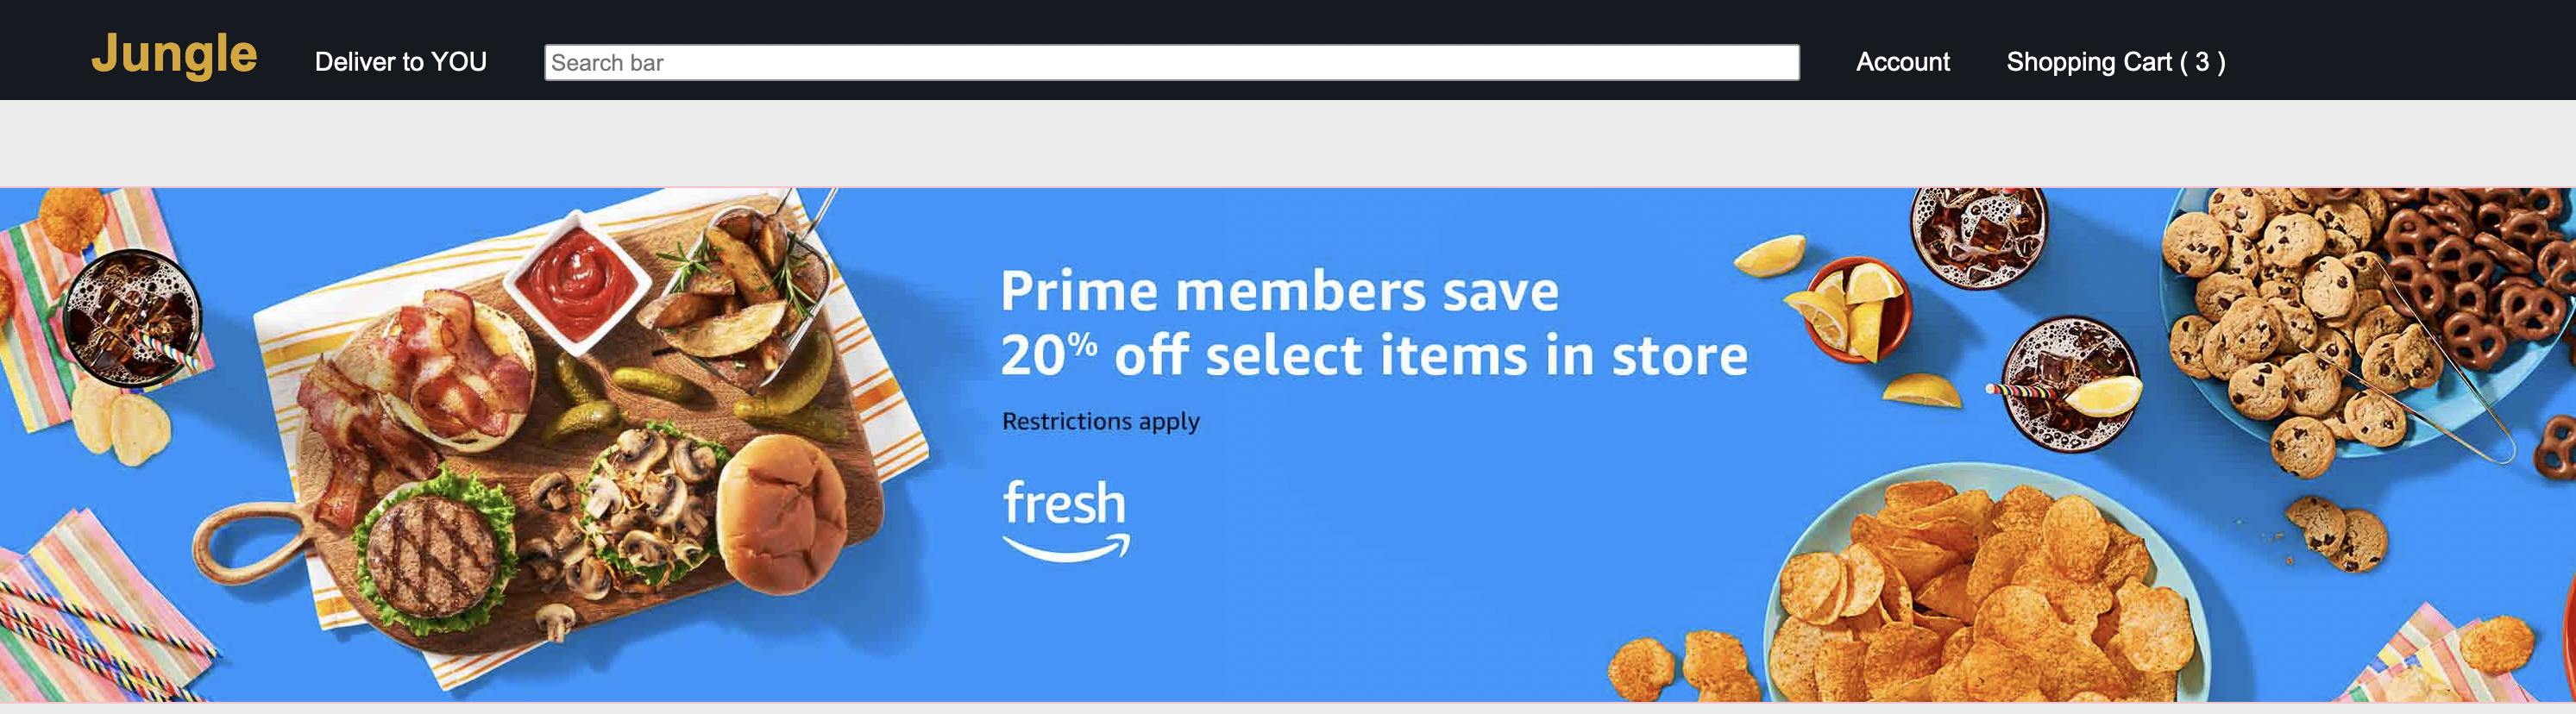 Jungle
Deliver to YOU
Search bar
Account
Shopping Cart ( 3 )
Prime members save
20% off select items in store
Restrictions apply
fresh